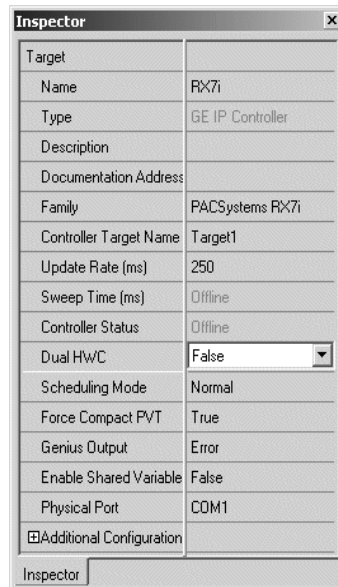 Inspector x
Target
Name RX7i
Type GE IP Controller
Description
Documentation Address
Family PACSystems RX7i
Controller Target Name Target1
Update Rate (ms) 250
Sweep Time (ms) Offline
Controller Status Offline
Dual HWC False
Scheduling Mode Normal
Force Compact PVT True
Genius Output Error
Enable Shared Variable False
Physical Port COM1
Additional Configuration
Inspector